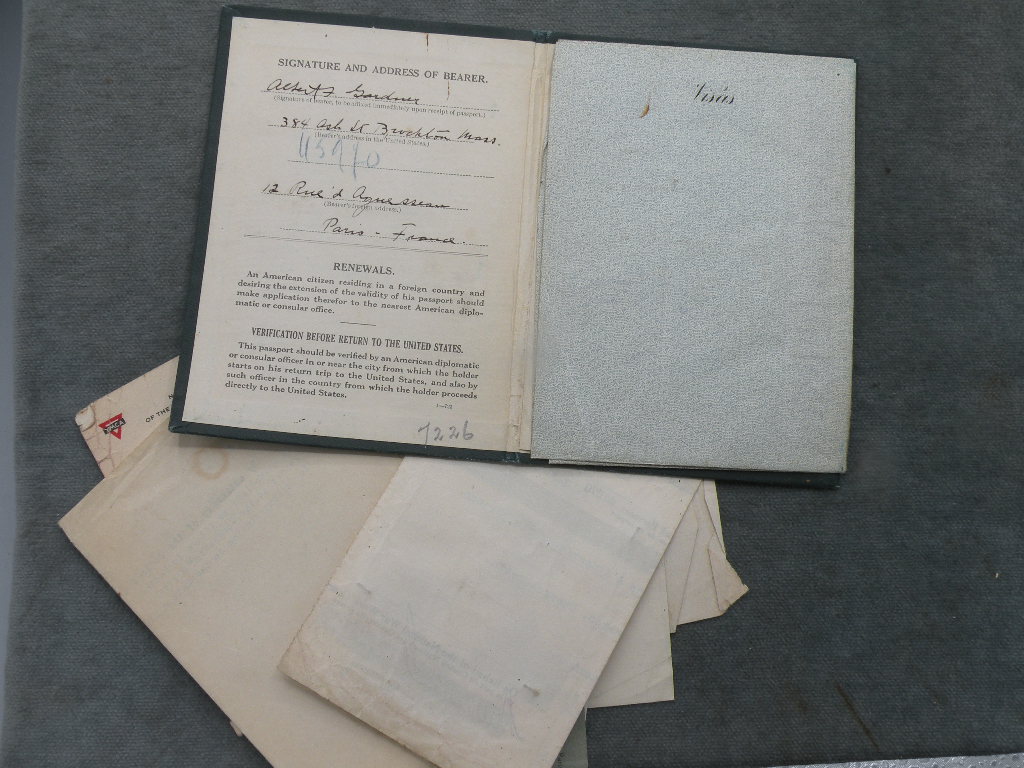 SIGNATURE AND ADDRESS OF BEARER.
Albert S Gardner
(Signature of bearer, to be affixed immediately upon receipt of passport.)
384 Ash St Brockton Mass.
(Bearer's address in the United States.)
12 Rue d'Aguesseau
(Bearer's foreign address.)
Paris - France.
RENEWALS.
An American citizen residing in a foreign country and
desiring the extension of the validity of his passport should
make application therefor to the nearest American diplo-
matic or consular office.
VERIFICATION BEFORE RETURN TO THE UNITED STATES.
This passport should be verified by an American diplomatic
or consular officer in or near the city from which the holder
starts on his return trip to the United States, and also by
such officer in the country from which the holder proceeds
directly to the United States.
7226
Visas
OF THE
YMCA